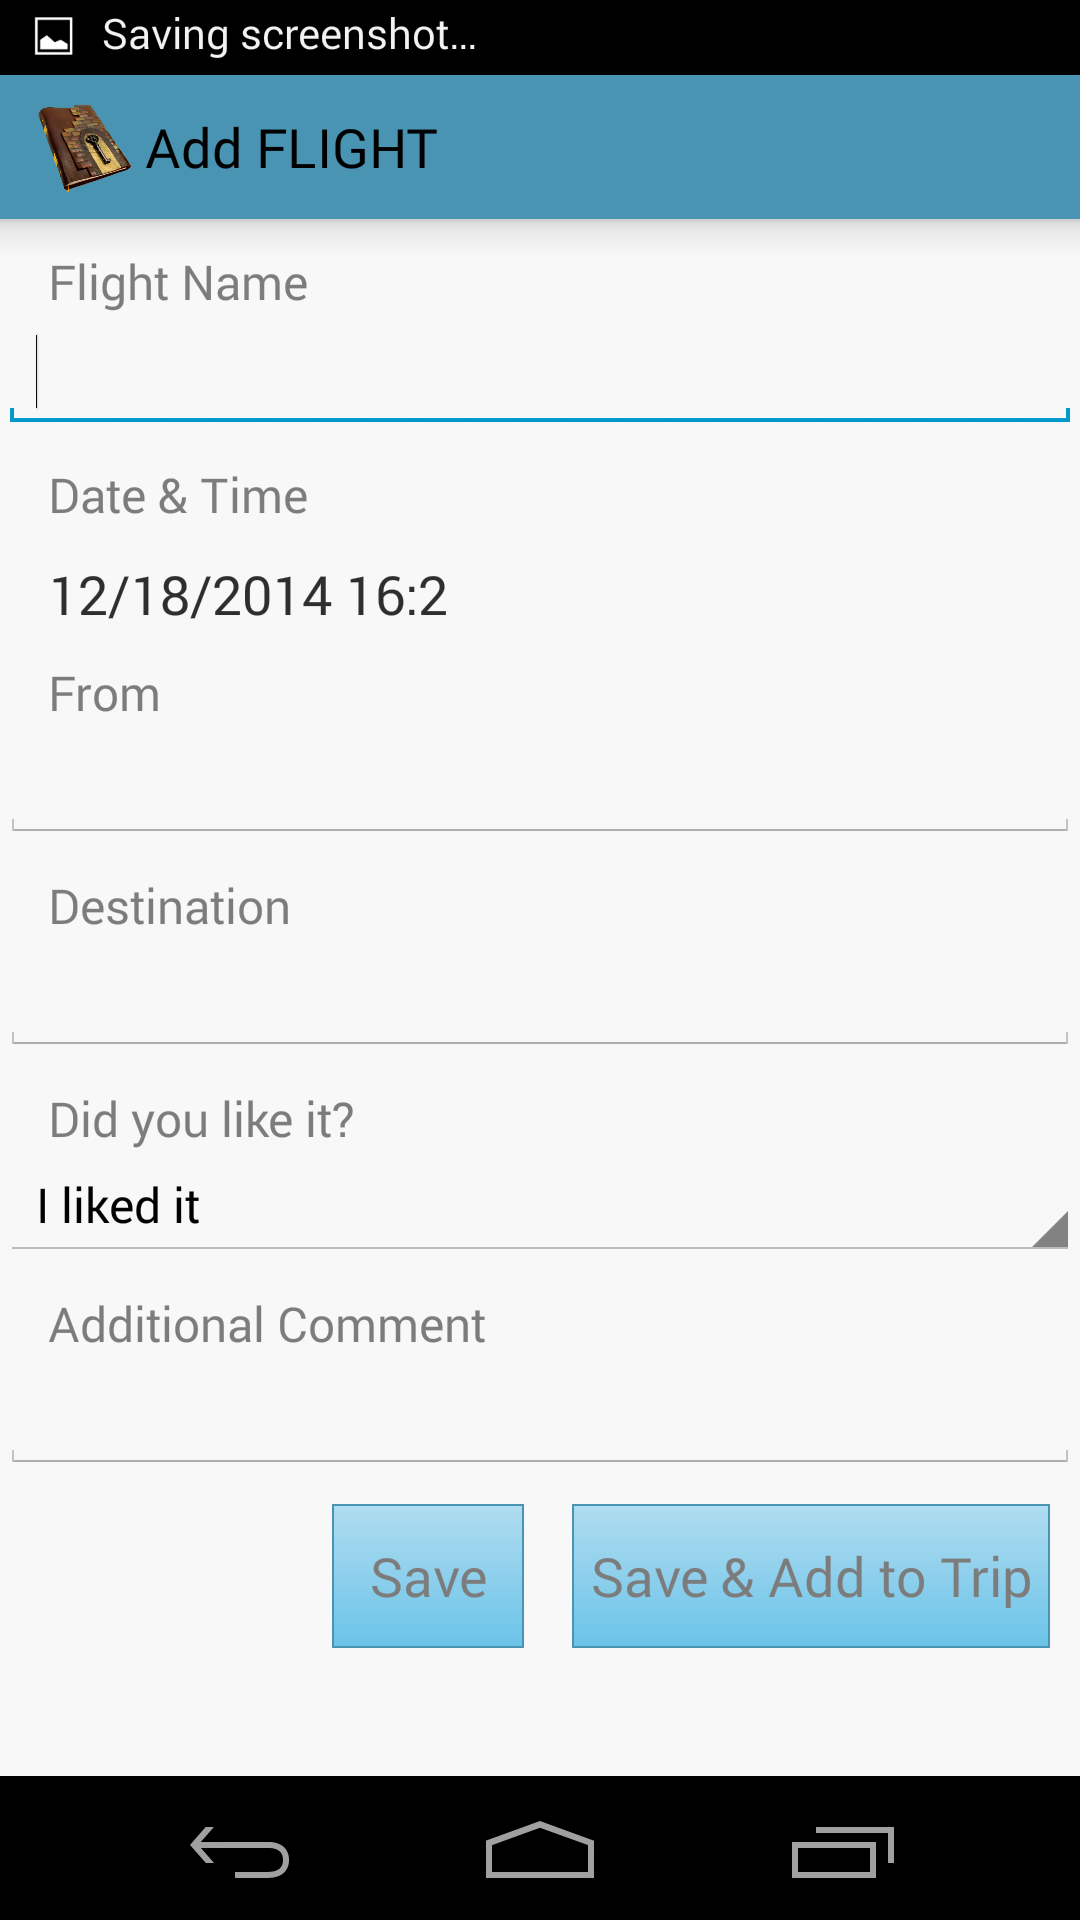 Saving screenshot...
Add FLIGHT
Flight Name
Date & Time
12/18/2014 16:2
From
Destination
Did you like it?
I liked it
Additional Comment
Save
Save & Add to Trip